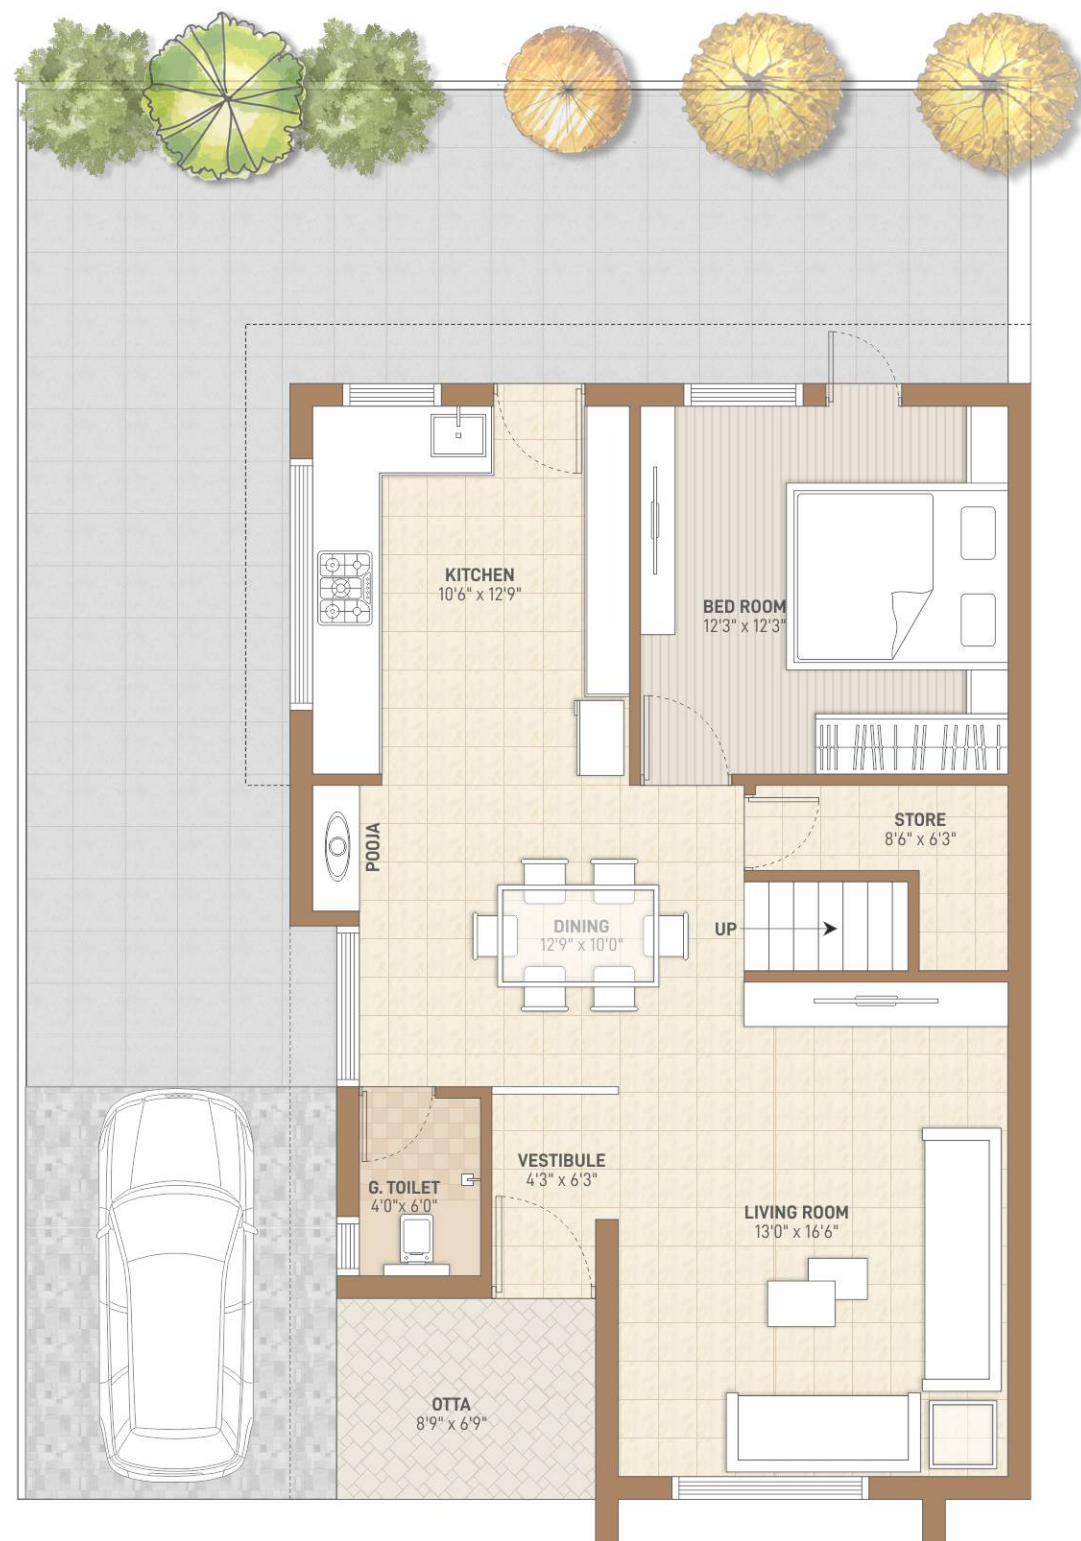 KITCHEN
10'6" x 12'9"
BED ROOM
12'3" x 12'3"
POOJA
STORE
8'6" x 6'3"
DINING
12'9" x 10'0"
UP
VESTIBULE
4'3" x 6'3"
G. TOILET
4'0"x 6'0"
LIVING ROOM
13'0" x 16'6"
OTTA
8'9" x 6'9"